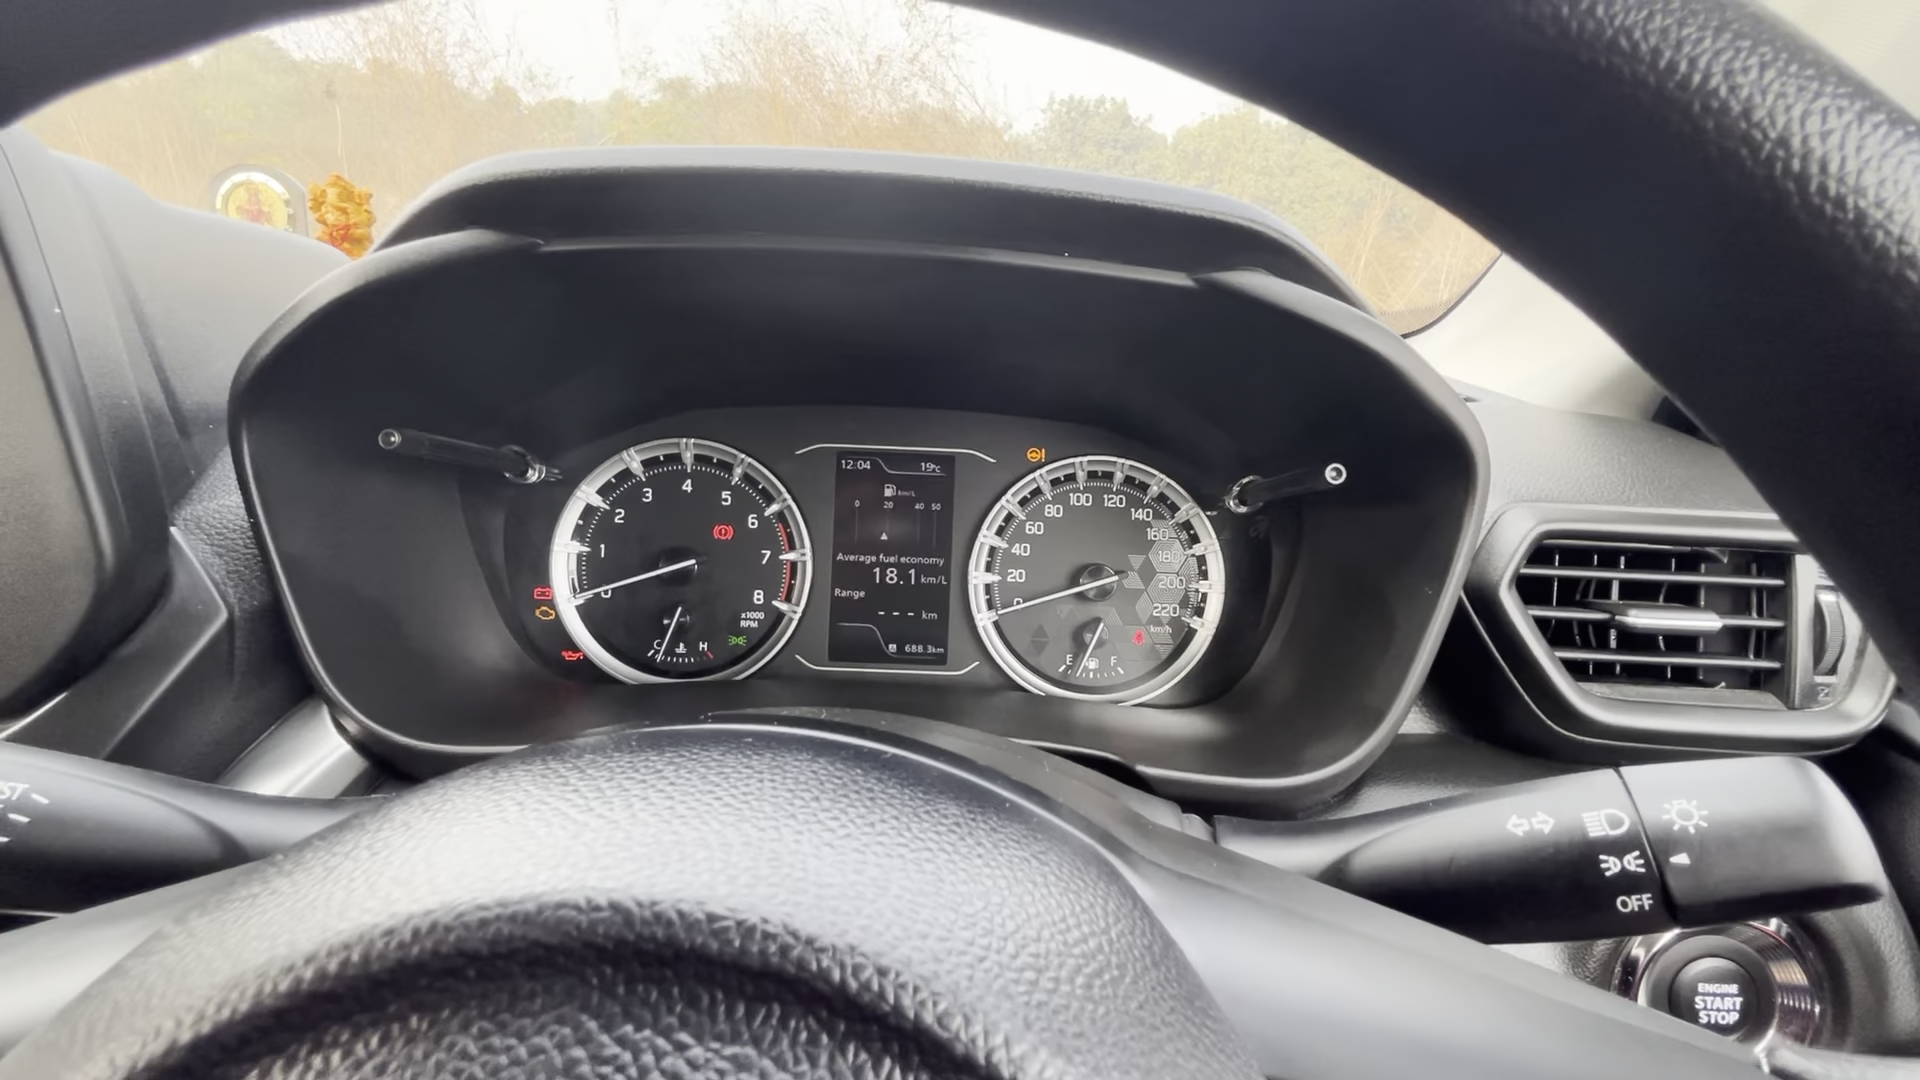 1
2
3
4
5
6
7
8
x1000
RPM
C
H
12:04
19°C
km/L
0 20 40 50
Average fuel economy
18.1 km/L
Range
--- km
A 688.3km
20
40
60
80
100
120
140
160
180
200
220
km/h
E
F
OFF
ENGINE
START
STOP